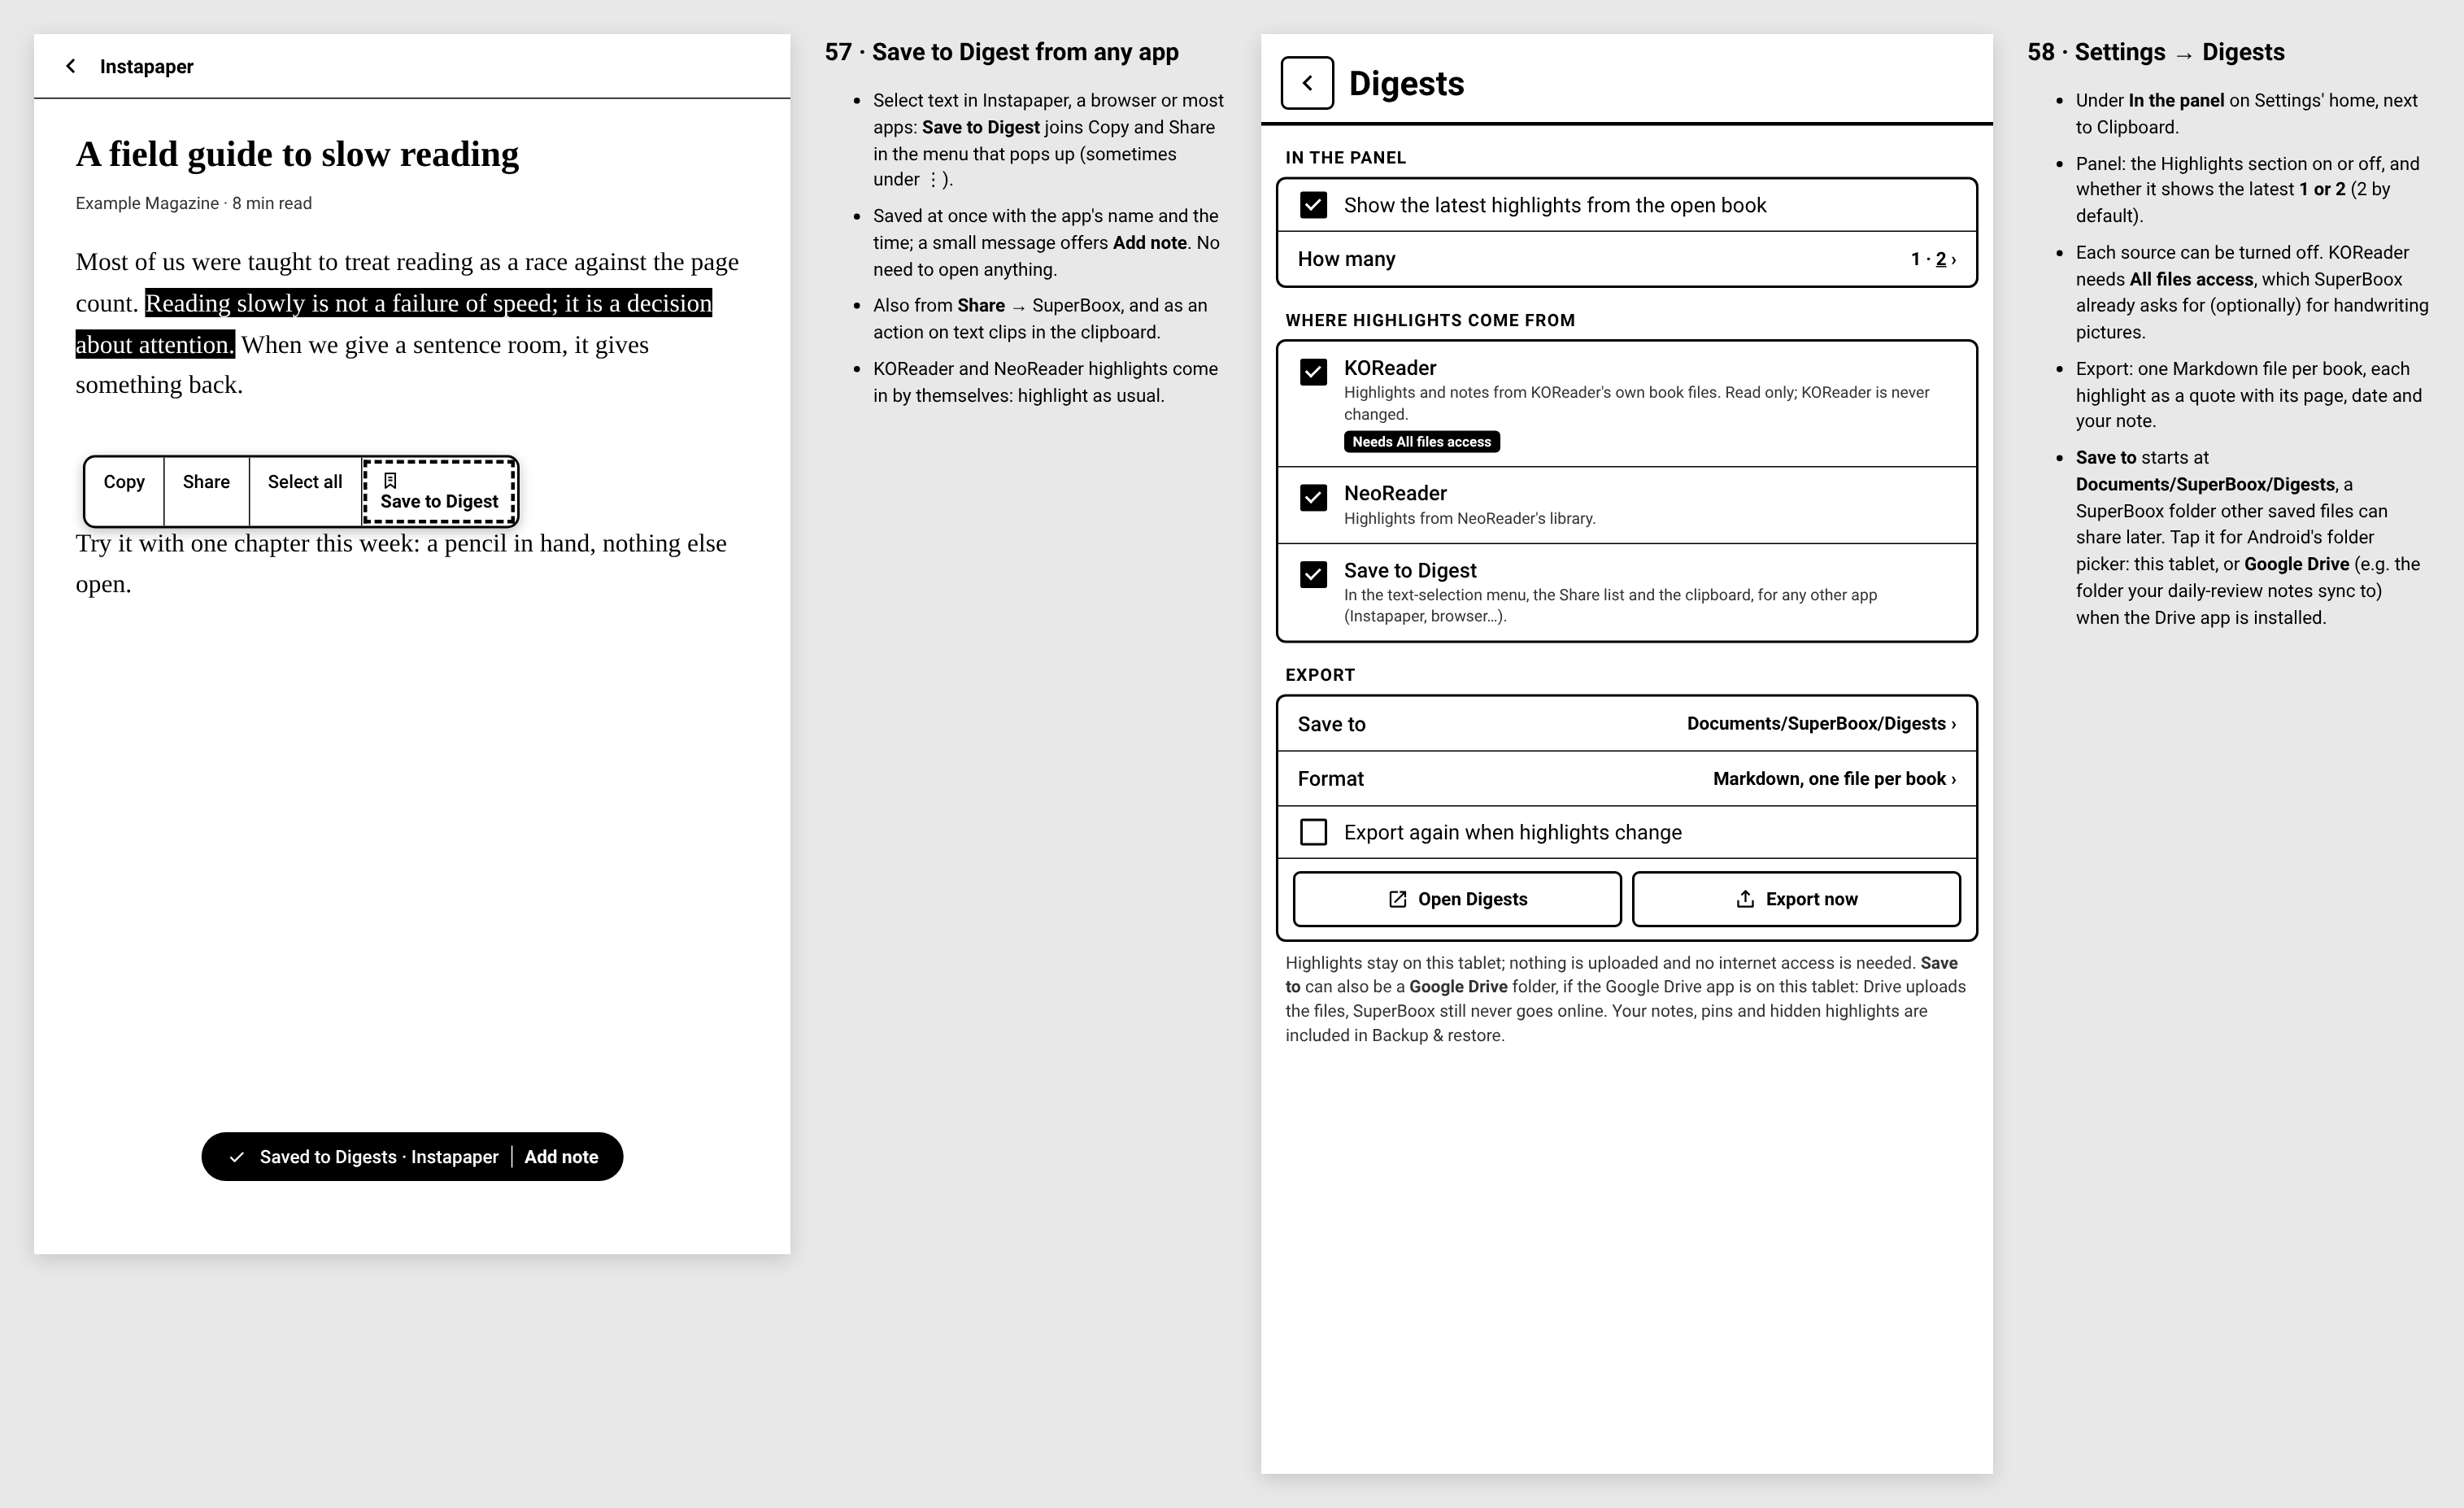 Instapaper
A field guide to slow reading
Example Magazine · 8 min read
Most of us were taught to treat reading as a race against the page
count. Reading slowly is not a failure of speed; it is a decision
about attention. When we give a sentence room, it gives
something back.
Copy
Share
Select all
Save to Digest
Try it with one chapter this week: a pencil in hand, nothing else
open.
Saved to Digests · Instapaper
Add note
57 · Save to Digest from any app
• Select text in Instapaper, a browser or most
apps: Save to Digest joins Copy and Share
in the menu that pops up (sometimes
under ⋮).
• Saved at once with the app's name and the
time; a small message offers Add note. No
need to open anything.
• Also from Share → SuperBoox, and as an
action on text clips in the clipboard.
• KOReader and NeoReader highlights come
in by themselves: highlight as usual.
Digests
IN THE PANEL
Show the latest highlights from the open book
How many
1 · 2 ›
WHERE HIGHLIGHTS COME FROM
KOReader
Highlights and notes from KOReader's own book files. Read only; KOReader is never
changed.
Needs All files access
NeoReader
Highlights from NeoReader's library.
Save to Digest
In the text-selection menu, the Share list and the clipboard, for any other app
(Instapaper, browser…).
EXPORT
Save to
Documents/SuperBoox/Digests ›
Format
Markdown, one file per book ›
Export again when highlights change
Open Digests
Export now
Highlights stay on this tablet; nothing is uploaded and no internet access is needed. Save
to can also be a Google Drive folder, if the Google Drive app is on this tablet: Drive uploads
the files, SuperBoox still never goes online. Your notes, pins and hidden highlights are
included in Backup & restore.
58 · Settings → Digests
• Under In the panel on Settings' home, next
to Clipboard.
• Panel: the Highlights section on or off, and
whether it shows the latest 1 or 2 (2 by
default).
• Each source can be turned off. KOReader
needs All files access, which SuperBoox
already asks for (optionally) for handwriting
pictures.
• Export: one Markdown file per book, each
highlight as a quote with its page, date and
your note.
• Save to starts at
Documents/SuperBoox/Digests, a
SuperBoox folder other saved files can
share later. Tap it for Android's folder
picker: this tablet, or Google Drive (e.g. the
folder your daily-review notes sync to)
when the Drive app is installed.